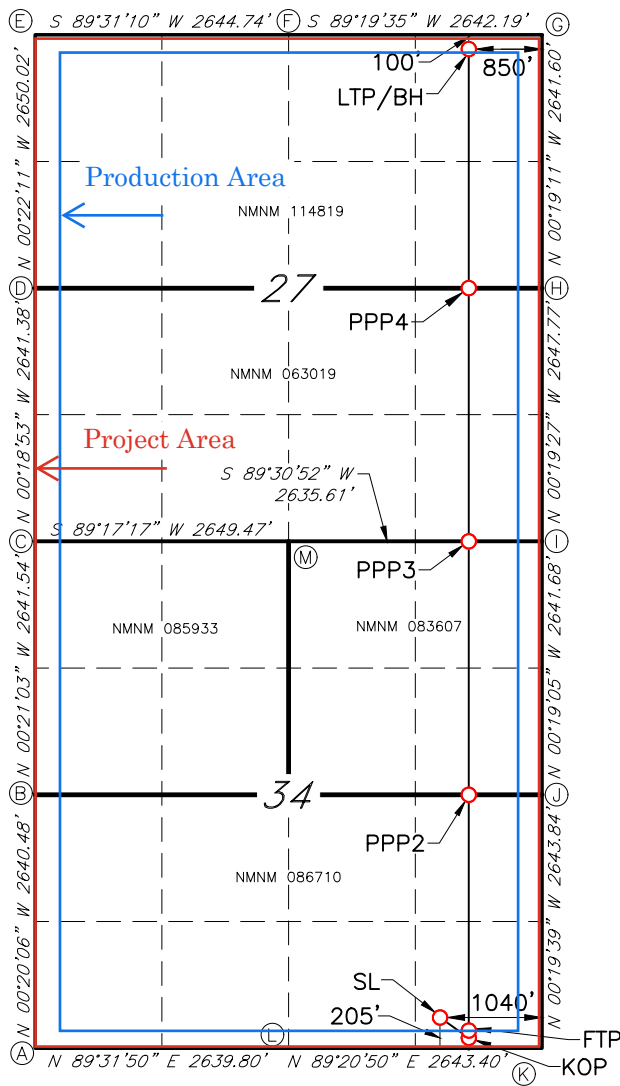 E
S 89°31'10" W 2644.74'
F
S 89°19'35" W 2642.19'
G
100'
850'
LTP/BH
N 00°22'11" W 2650.02'
N 00°19'11" W 2641.60'
Production Area
NMNM 114819
D
27
H
PPP4
N 00°18'53" W 2641.38'
N 00°19'27" W 2647.77'
NMNM 063019
Project Area
S 89°30'52" W
2635.61'
C
S 89°17'17" W 2649.47'
I
M
PPP3
N 00°21'03" W 2641.54'
N 00°19'05" W 2641.68'
NMNM 085933
NMNM 083607
B
34
J
PPP2
N 00°20'06" W 2640.48'
N 00°19'39" W 2643.84'
NMNM 086710
SL
1040'
205'
L
FTP
A
N 89°31'50" E 2639.80'
N 89°20'50" E 2643.40'
KOP
K